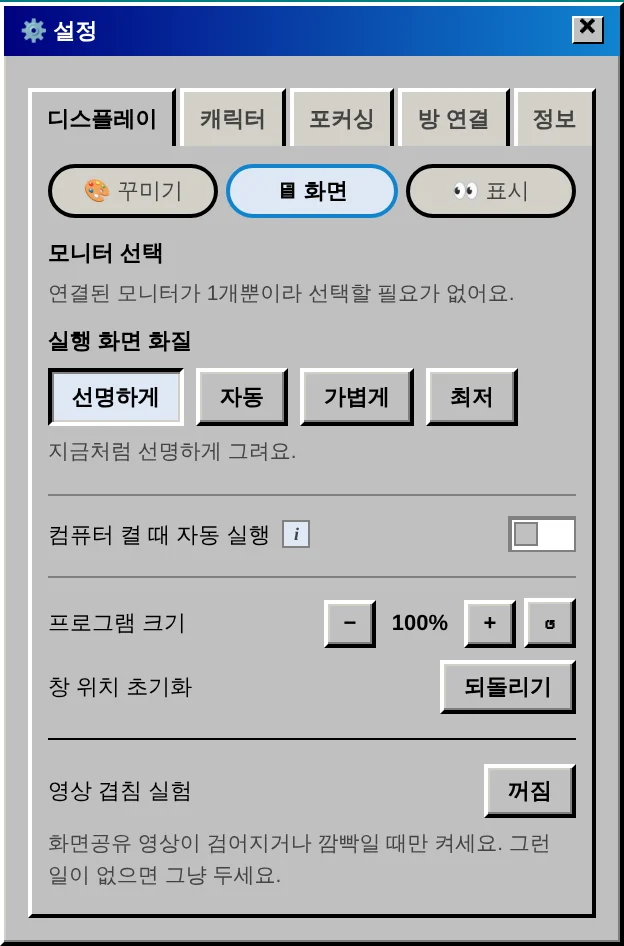 ⚙️ 설정
디스플레이 캐릭터 포커싱 방 연결 정보
🎨 꾸미기 🖥 화면 👀 표시
모니터 선택
연결된 모니터가 1개뿐이라 선택할 필요가 없어요.
실행 화면 화질
선명하게 자동 가볍게 최저
지금처럼 선명하게 그려요.
컴퓨터 켤 때 자동 실행 i
프로그램 크기 − 100% +
창 위치 초기화 되돌리기
영상 겹침 실험 꺼짐
화면공유 영상이 검어지거나 깜빡일 때만 켜세요. 그런
일이 없으면 그냥 두세요.